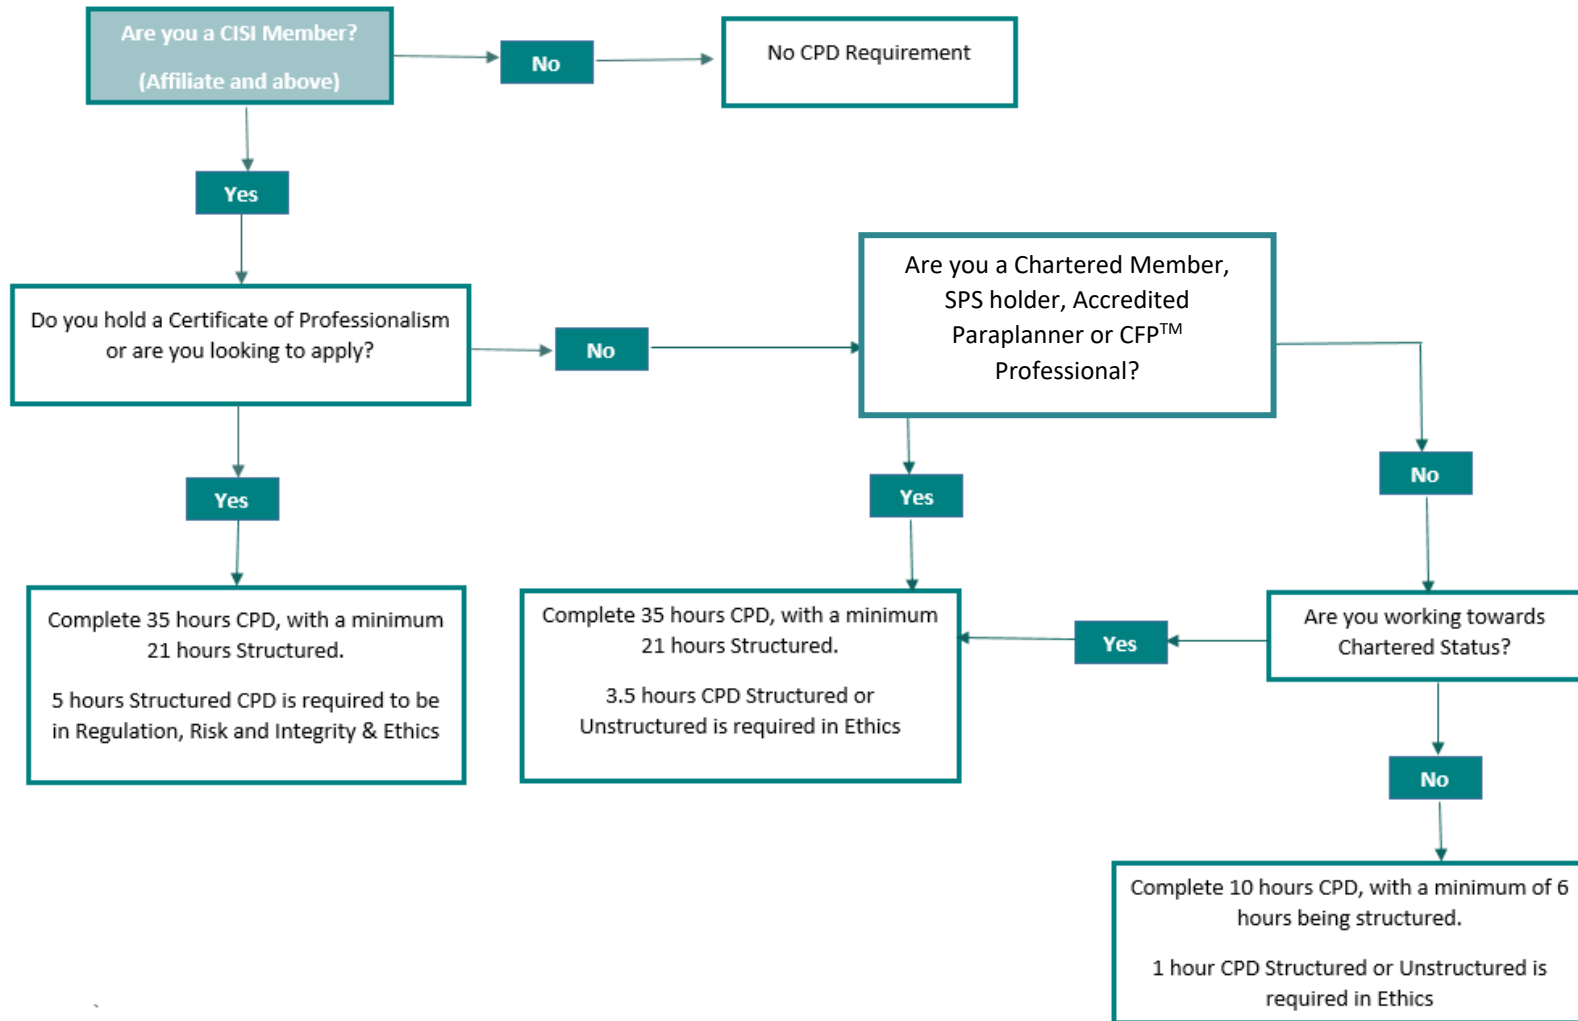 Are you a CISI Member?
(Affiliate and above)
No
No CPD Requirement
Yes
Do you hold a Certificate of Professionalism
or are you looking to apply?
No
Are you a Chartered Member,
SPS holder, Accredited
Paraplanner or CFP™
Professional?
Yes
Yes
No
Complete 35 hours CPD, with a minimum
21 hours Structured.
5 hours Structured CPD is required to be
in Regulation, Risk and Integrity & Ethics
Complete 35 hours CPD, with a minimum
21 hours Structured.
3.5 hours CPD Structured or
Unstructured is required in Ethics
Yes
Are you working towards
Chartered Status?
No
Complete 10 hours CPD, with a minimum of 6
hours being structured.
1 hour CPD Structured or Unstructured is
required in Ethics
`